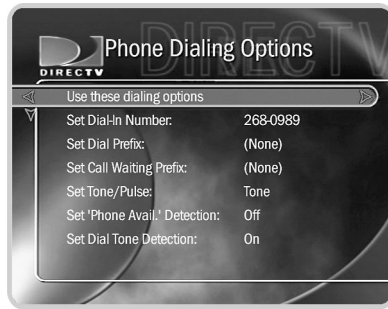 DIRECTV
DIRECTV
Phone Dialing Options
Use these dialing options
Set Dial-In Number: 268-0989
Set Dial Prefix: (None)
Set Call Waiting Prefix: (None)
Set Tone/Pulse: Tone
Set 'Phone Avail.' Detection: Off
Set Dial Tone Detection: On